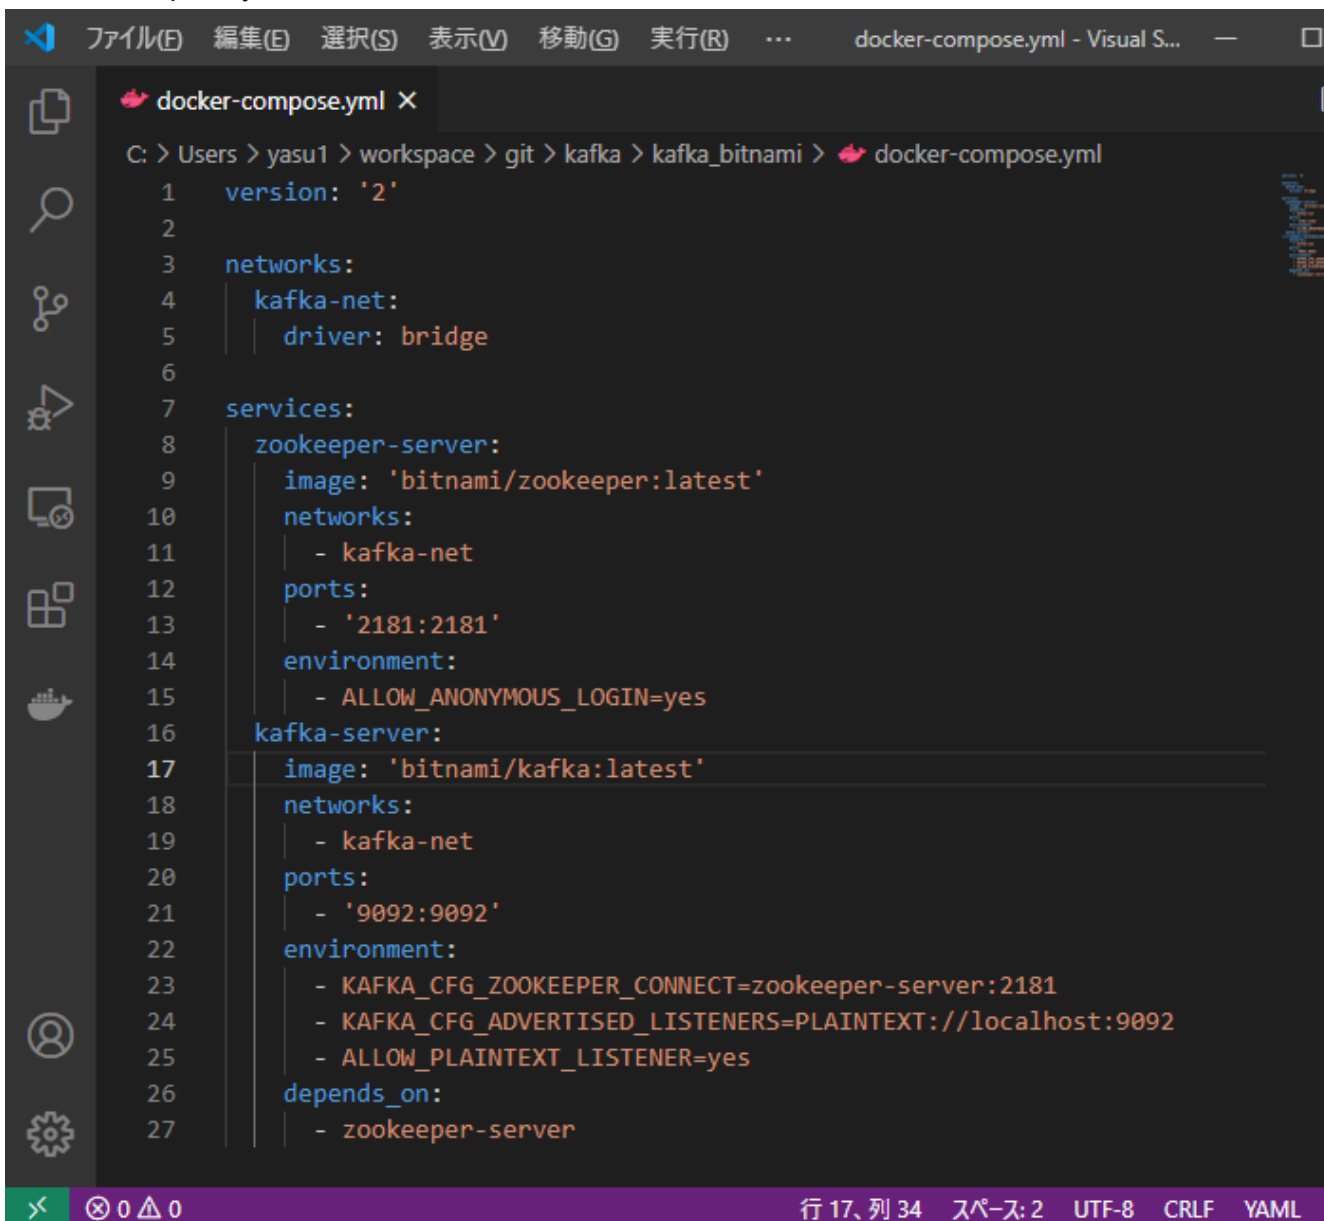 ファイル(F) 編集(E) 選択(S) 表示(V) 移動(G) 実行(R) ··· docker-compose.yml - Visual S...
docker-compose.yml
C: > Users > yasu1 > workspace > git > kafka > kafka_bitnami > docker-compose.yml
1 version: '2'
2
3 networks:
4   kafka-net:
5     driver: bridge
6
7 services:
8   zookeeper-server:
9     image: 'bitnami/zookeeper:latest'
10     networks:
11       - kafka-net
12     ports:
13       - '2181:2181'
14     environment:
15       - ALLOW_ANONYMOUS_LOGIN=yes
16   kafka-server:
17     image: 'bitnami/kafka:latest'
18     networks:
19       - kafka-net
20     ports:
21       - '9092:9092'
22     environment:
23       - KAFKA_CFG_ZOOKEEPER_CONNECT=zookeeper-server:2181
24       - KAFKA_CFG_ADVERTISED_LISTENERS=PLAINTEXT://localhost:9092
25       - ALLOW_PLAINTEXT_LISTENER=yes
26     depends_on:
27       - zookeeper-server
0 0 行 17、列 34 スペース: 2 UTF-8 CRLF YAML